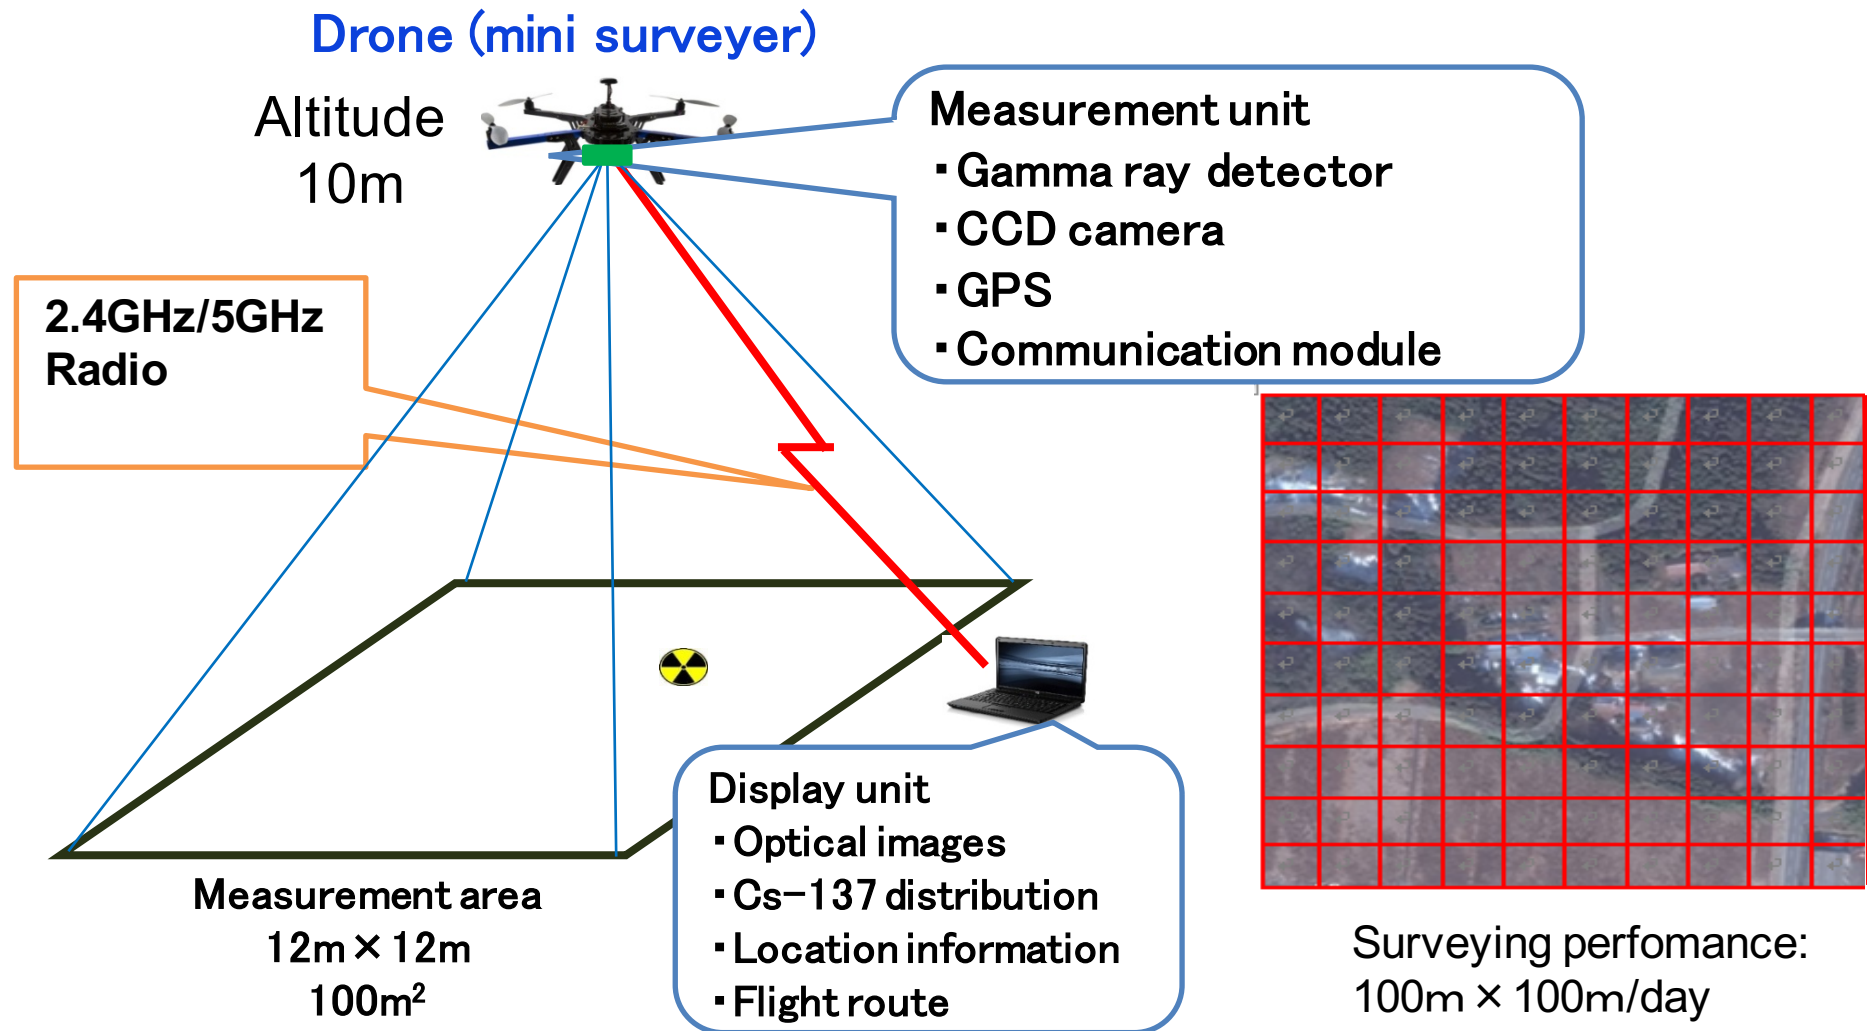 Drone (mini surveyer)
Altitude
10m
Measurement unit
・Gamma ray detector
・CCD camera
・GPS
・Communication module
2.4GHz/5GHz
Radio
Measurement area
12m × 12m
100m²
Display unit
・Optical images
・Cs−137 distribution
・Location information
・Flight route
Surveying perfomance:
100m × 100m/day